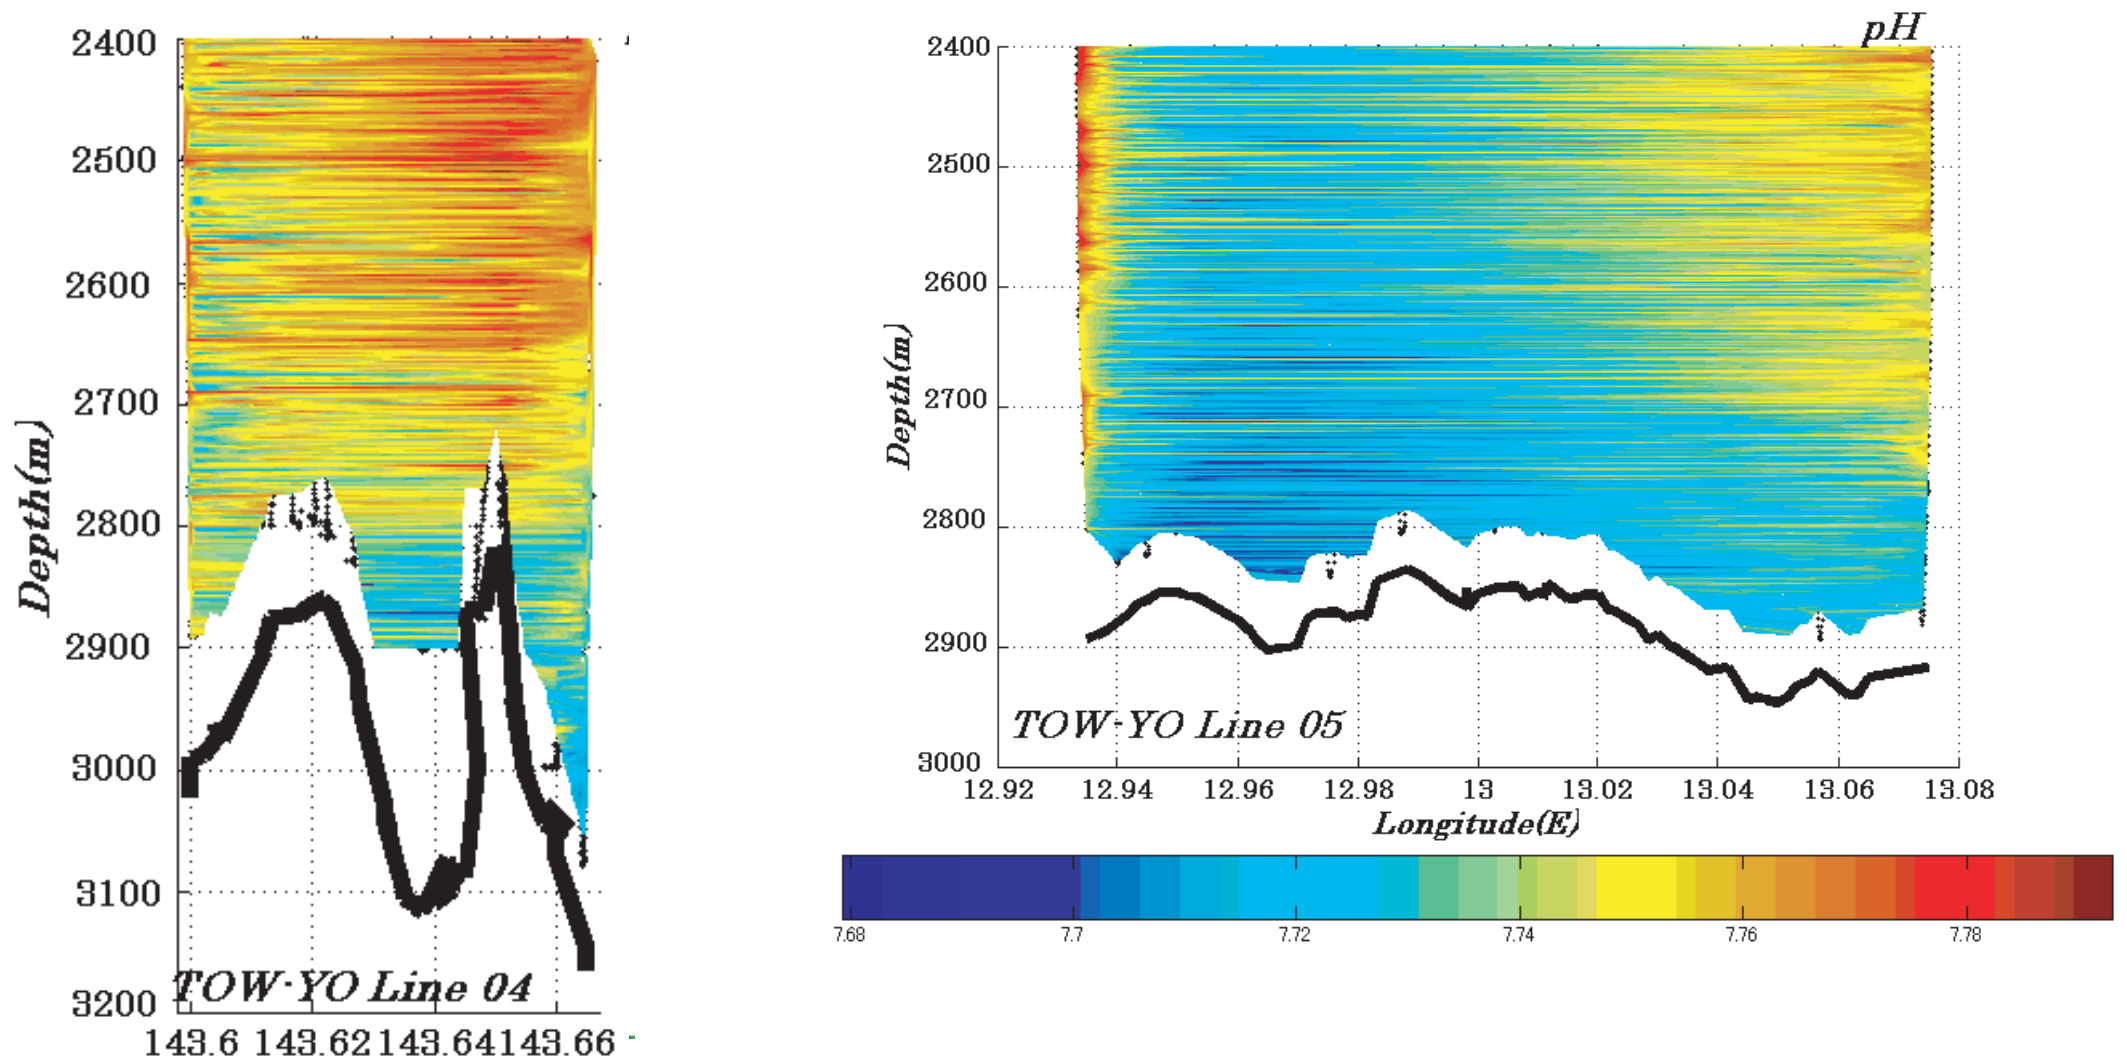 2400
2500
2600
2700
2800
2900
3000
3100
3200
Depth(m)
TOW-YO Line 04
143.6 143.62 143.64 143.66
pH
2400
2500
2600
2700
2800
2900
3000
Depth(m)
TOW-YO Line 05
12.92 12.94 12.96 12.98 13 13.02 13.04 13.06 13.08
Longitude(E)
7.68 7.7 7.72 7.74 7.76 7.78